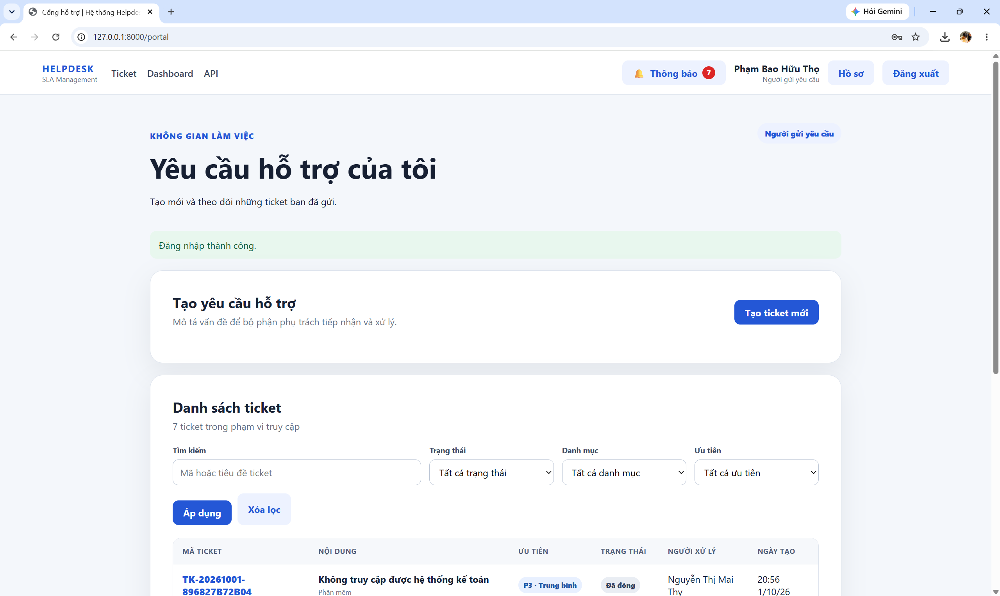 Cổng hỗ trợ | Hệ thống Helpde
Hỏi Gemini
127.0.0.1:8000/portal
HELPDESK
SLA Management
Ticket
Dashboard
API
Thông báo 7
Phạm Bao Hữu Thọ
Người gửi yêu cầu
Hồ sơ
Đăng xuất
KHÔNG GIAN LÀM VIỆC
Người gửi yêu cầu
Yêu cầu hỗ trợ của tôi
Tạo mới và theo dõi những ticket bạn đã gửi.
Đăng nhập thành công.
Tạo yêu cầu hỗ trợ
Mô tả vấn đề để bộ phận phụ trách tiếp nhận và xử lý.
Tạo ticket mới
Danh sách ticket
7 ticket trong phạm vi truy cập
Tìm kiếm
Trạng thái
Danh mục
Ưu tiên
Mã hoặc tiêu đề ticket
Tất cả trạng thái
Tất cả danh mục
Tất cả ưu tiên
Áp dụng
Xóa lọc
MÃ TICKET
NỘI DUNG
ƯU TIÊN
TRẠNG THÁI
NGƯỜI XỬ LÝ
NGÀY TẠO
TK-20261001-
896827B72B04
Không truy cập được hệ thống kế toán
Phần mềm
P3 · Trung bình
Đã đóng
Nguyễn Thị Mai
Thy
20:56
1/10/26